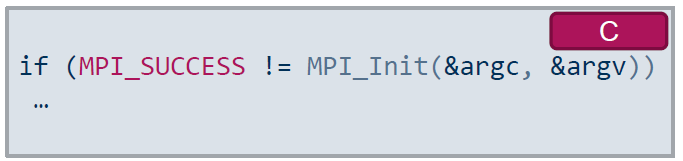 C
if (MPI_SUCCESS != MPI_Init(&argc, &argv))
…